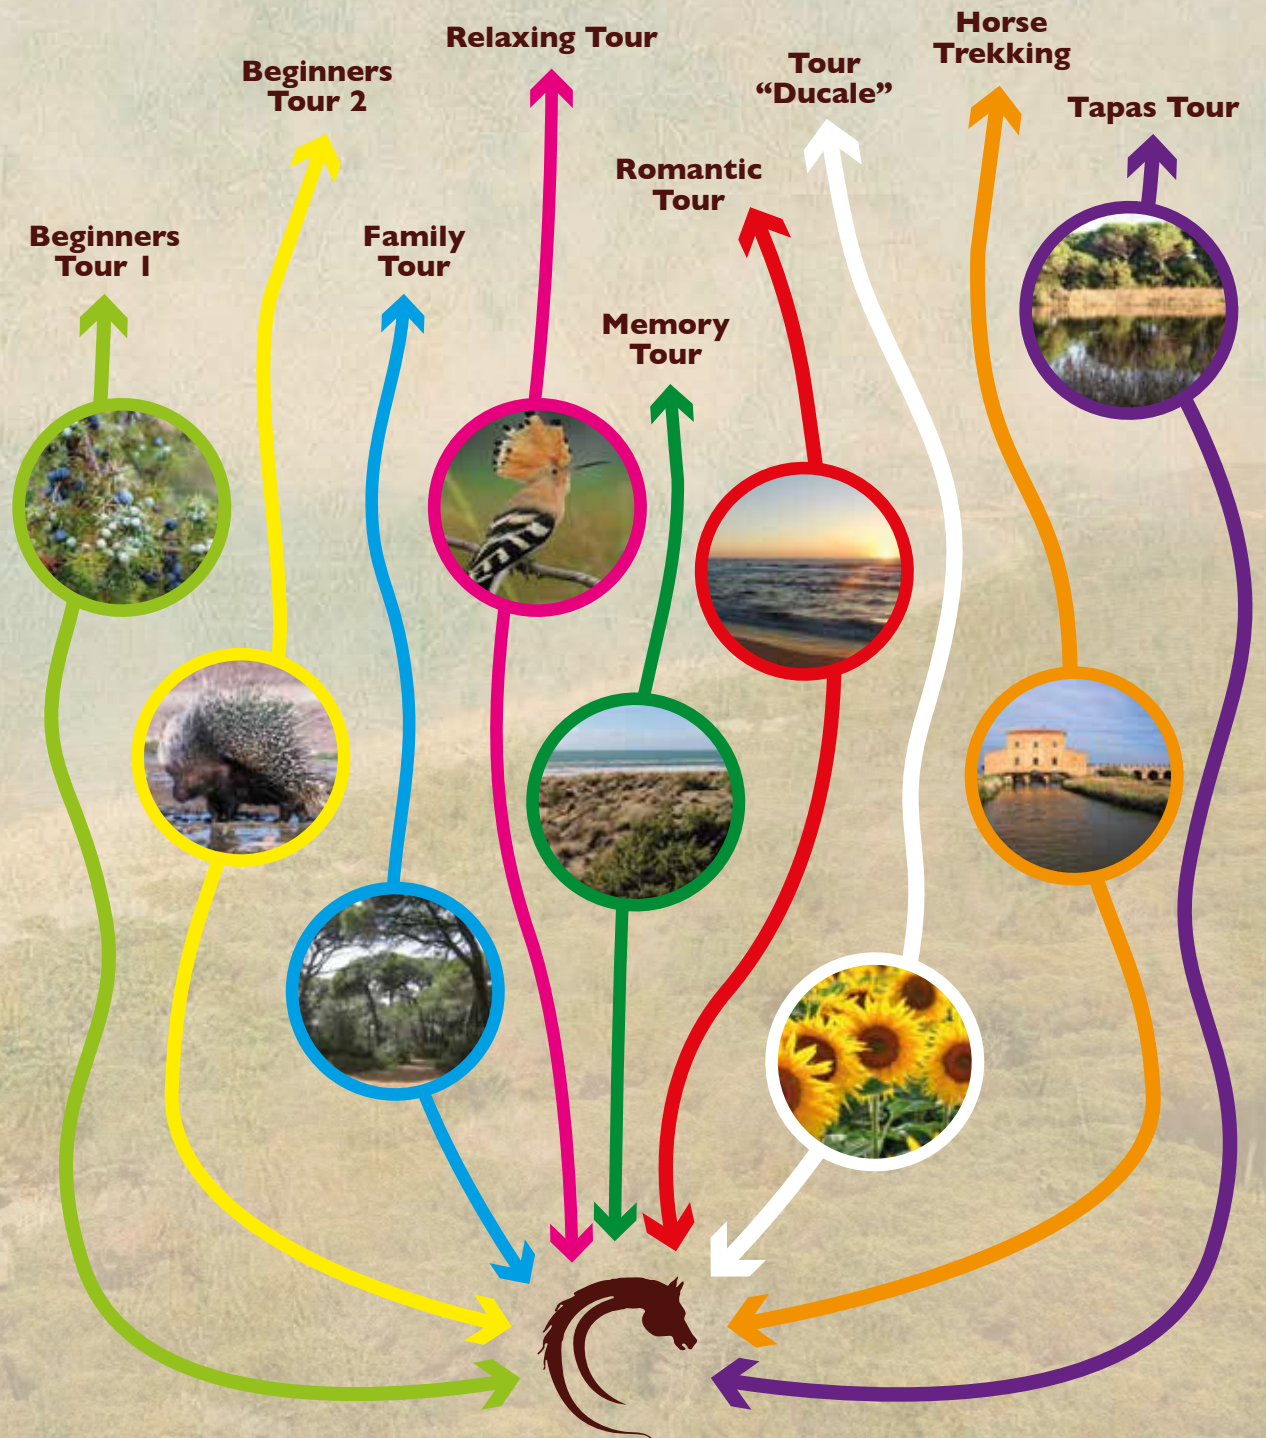 Horse
Trekking
Relaxing Tour
Tour
“Ducale”
Beginners
Tour 2
Tapas Tour
Romantic
Tour
Beginners
Tour 1
Family
Tour
Memory
Tour